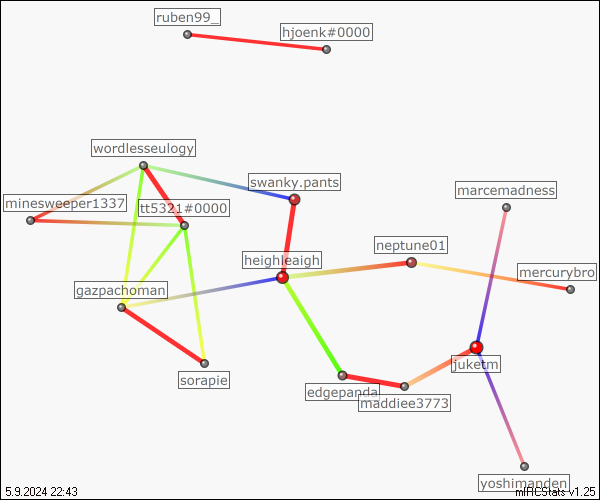 ruben99_
hjoenk#0000
wordlesseulogy
swanky.pants
marcemadness
minesweeper1337
tt5321#0000
neptune01
heighleaigh
mercurybro
gazpachoman
juketm
sorapie
edgepanda
maddiee3773
yoshimanden
5.9.2024 22:43
mIRCStats v1.25